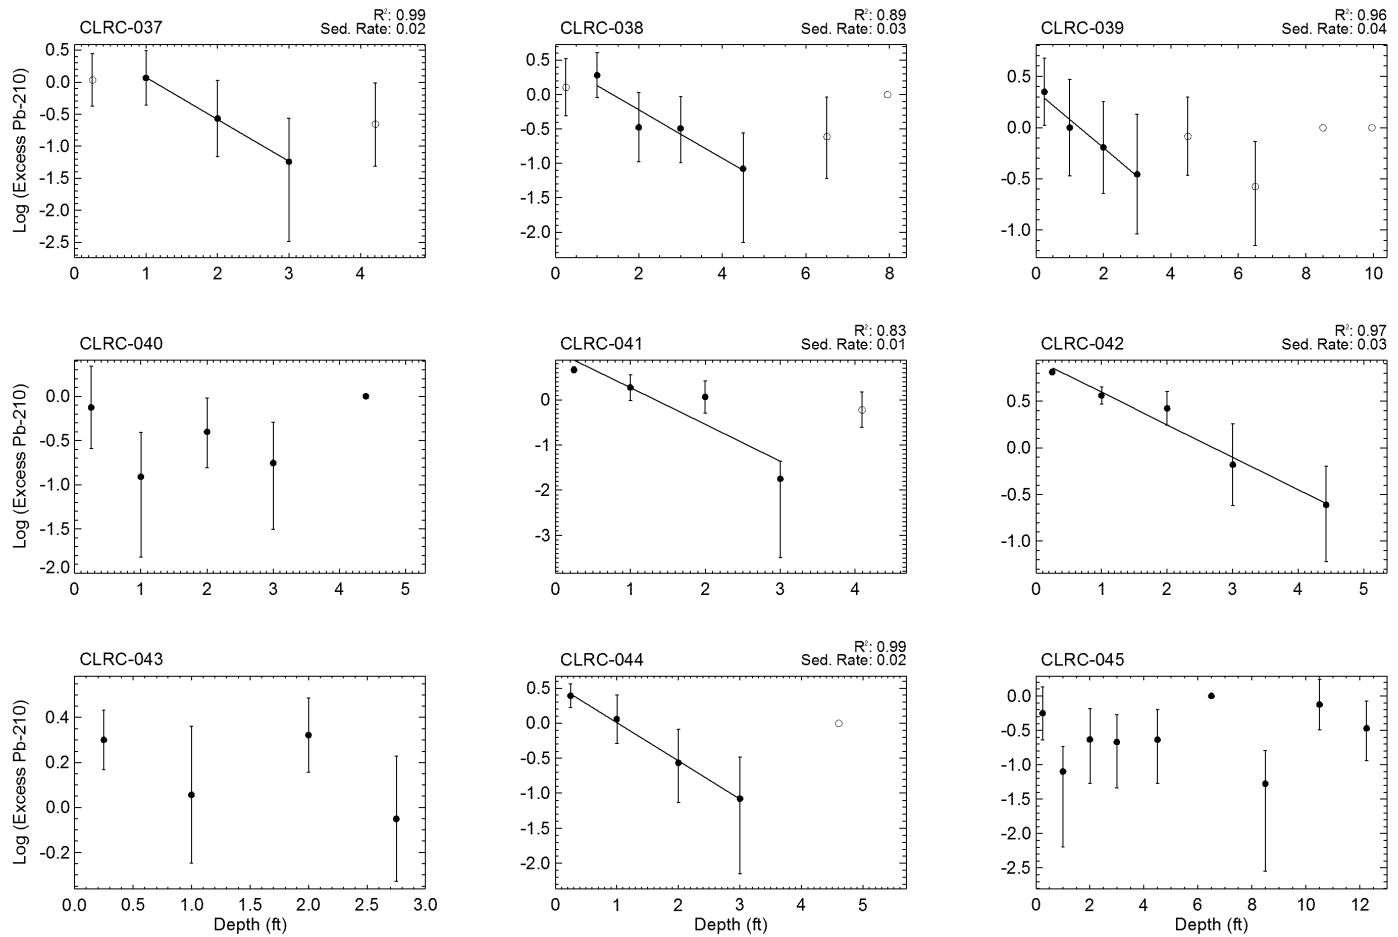 CLRC-037
R²: 0.99
Sed. Rate: 0.02
Log (Excess Pb-210)
0.5
0.0
-0.5
-1.0
-1.5
-2.0
-2.5
0 1 2 3 4
CLRC-038
R²: 0.89
Sed. Rate: 0.03
0.5
0.0
-0.5
-1.0
-1.5
-2.0
0 2 4 6 8
CLRC-039
R²: 0.96
Sed. Rate: 0.04
0.5
0.0
-0.5
-1.0
0 2 4 6 8 10
CLRC-040
Log (Excess Pb-210)
0.0
-0.5
-1.0
-1.5
-2.0
0 1 2 3 4 5
CLRC-041
R²: 0.83
Sed. Rate: 0.01
0
-1
-2
-3
0 1 2 3 4
CLRC-042
R²: 0.97
Sed. Rate: 0.03
0.5
0.0
-0.5
-1.0
0 1 2 3 4 5
CLRC-043
Log (Excess Pb-210)
0.4
0.2
0.0
-0.2
0.0 0.5 1.0 1.5 2.0 2.5 3.0
Depth (ft)
CLRC-044
R²: 0.99
Sed. Rate: 0.02
0.5
0.0
-0.5
-1.0
-1.5
-2.0
0 1 2 3 4 5
Depth (ft)
CLRC-045
0.0
-0.5
-1.0
-1.5
-2.0
-2.5
0 2 4 6 8 10 12
Depth (ft)